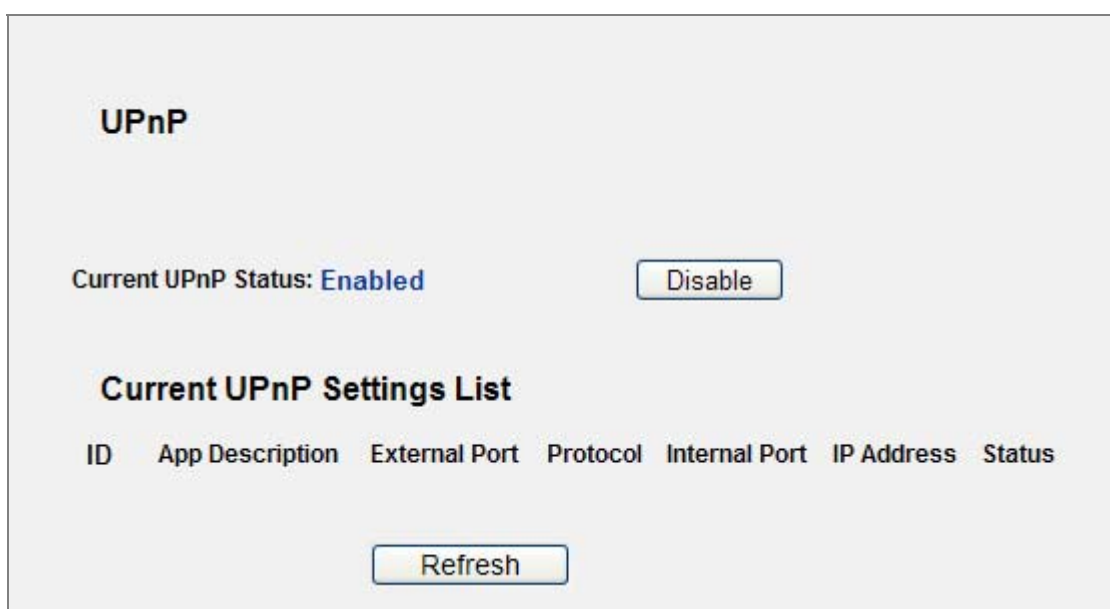 UPnP
Current UPnP Status: Enabled Disable
Current UPnP Settings List
ID App Description External Port Protocol Internal Port IP Address Status
Refresh